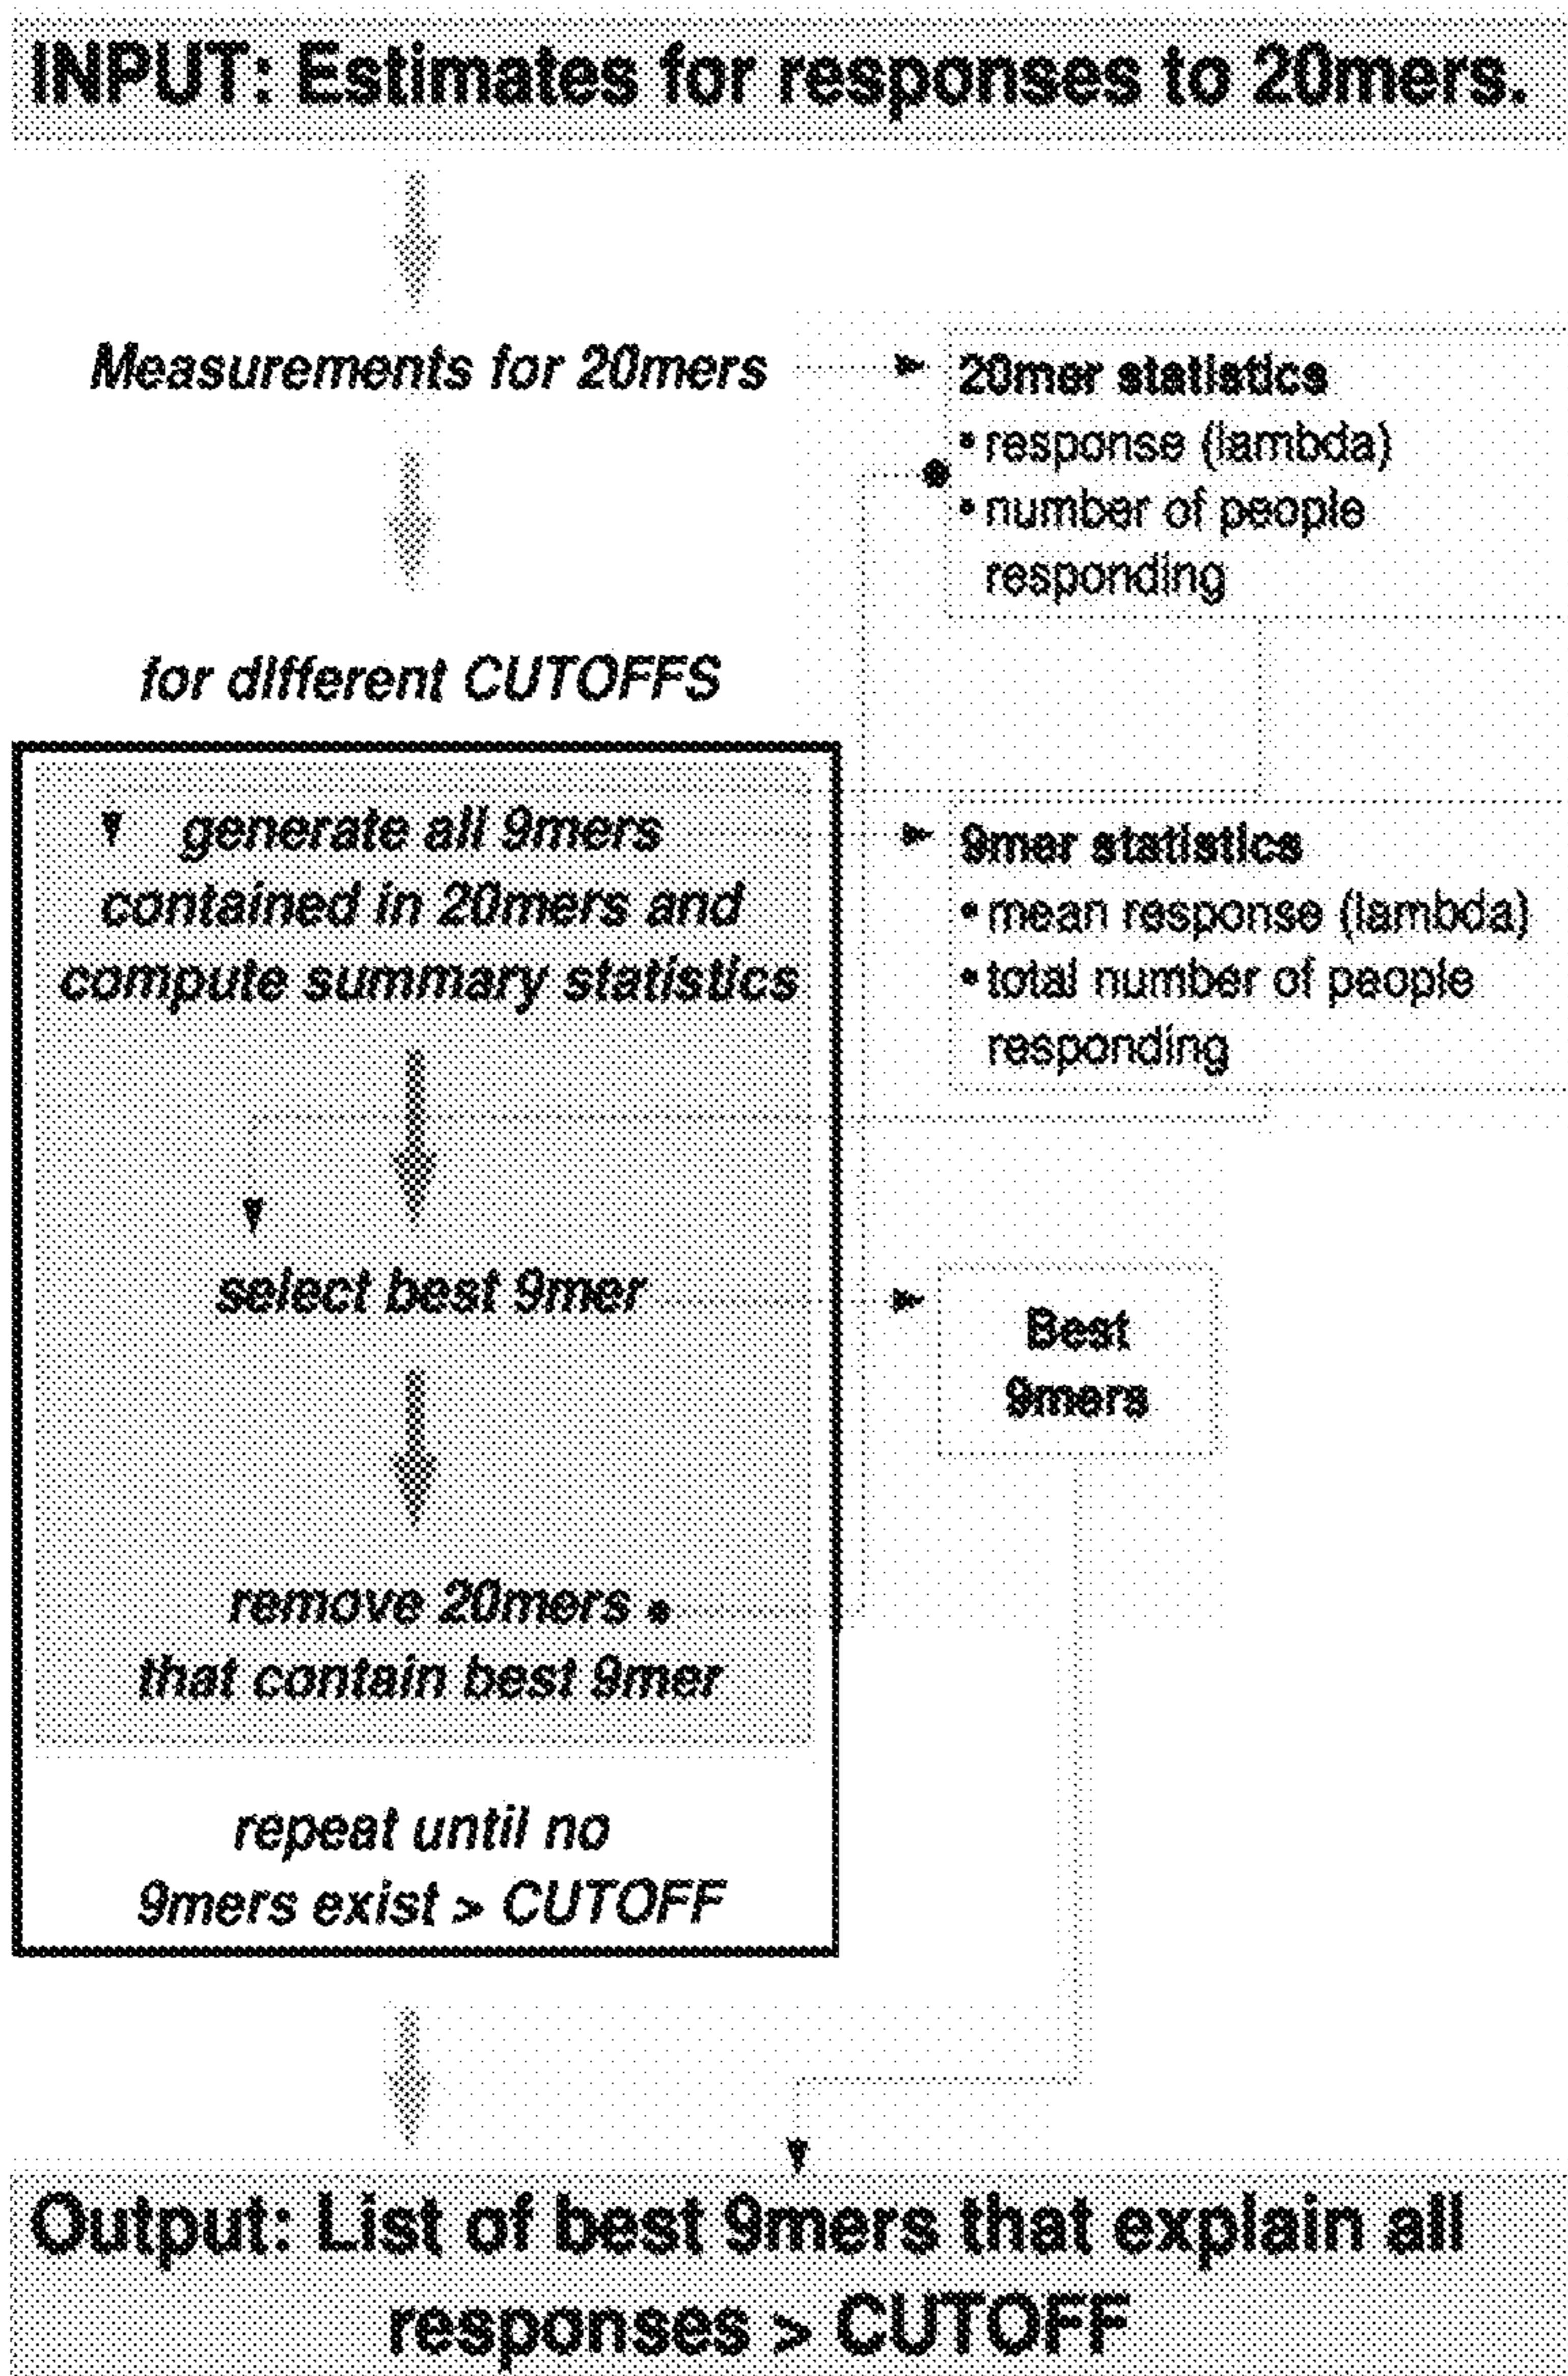 INPUT: Estimates for responses to 20mers.
Measurements for 20mers
20mer statistics
• response (lambda)
• number of people
responding
for different CUTOFFS
generate all 9mers
contained in 20mers and
compute summary statistics
9mer statistics
• mean response (lambda)
• total number of people
responding
select best 9mer
Best
9mers
remove 20mers
that contain best 9mer
repeat until no
9mers exist > CUTOFF
Output: List of best 9mers that explain all
responses > CUTOFF